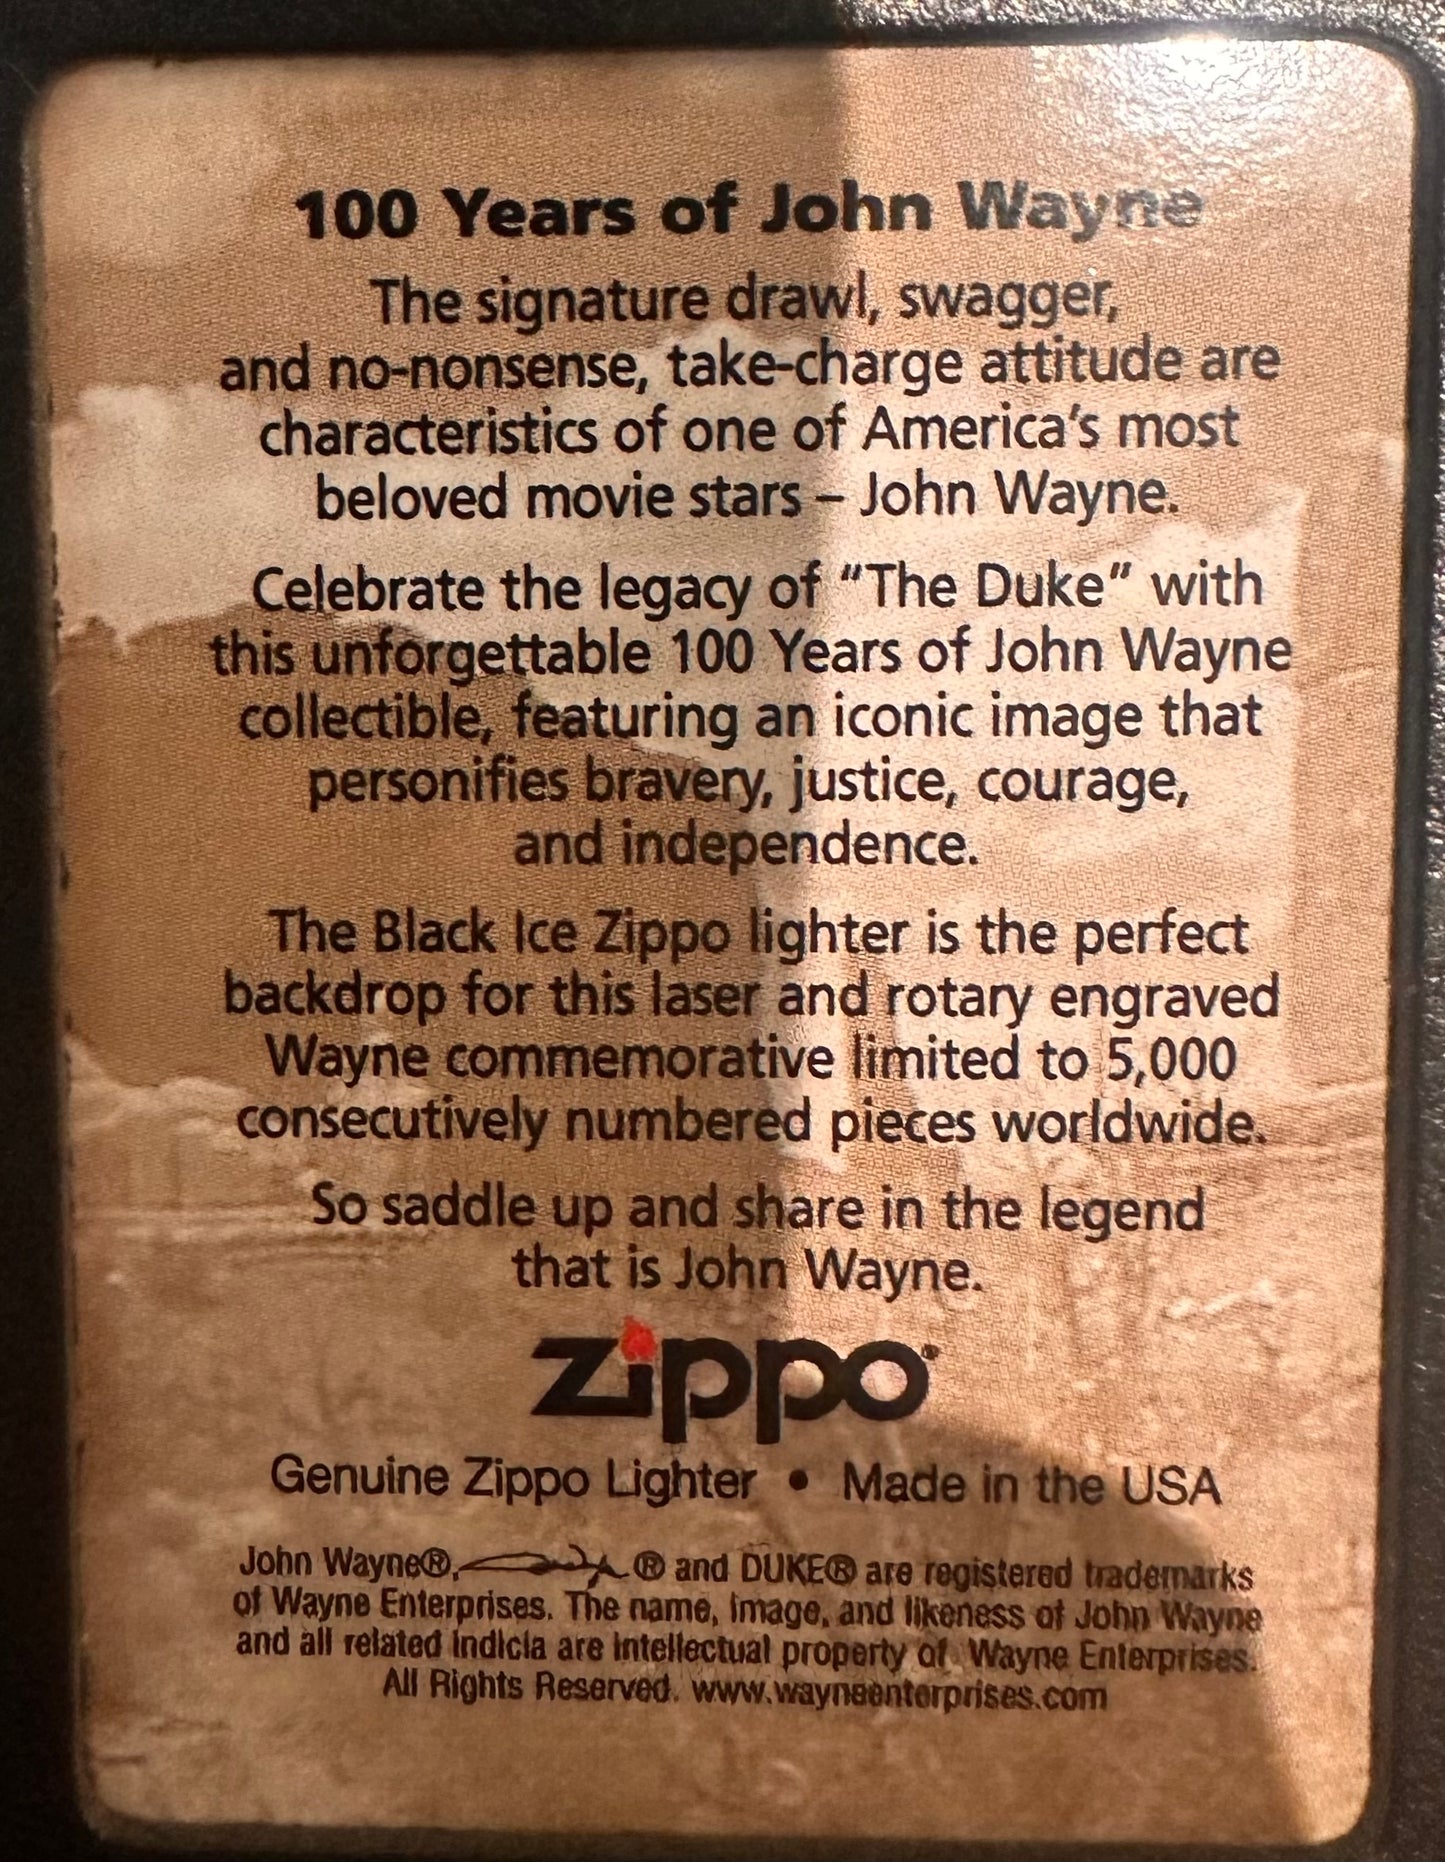 100 Years of John Wayne
The signature drawl, swagger,
and no-nonsense, take-charge attitude are
characteristics of one of America's most
beloved movie stars – John Wayne.
Celebrate the legacy of "The Duke" with
this unforgettable 100 Years of John Wayne
collectible, featuring an iconic image that
personifies bravery, justice, courage,
and independence.
The Black Ice Zippo lighter is the perfect
backdrop for this laser and rotary engraved
Wayne commemorative limited to 5,000
consecutively numbered pieces worldwide.
So saddle up and share in the legend
that is John Wayne.
Zippo®
Genuine Zippo Lighter • Made in the USA
John Wayne®, ® and DUKE® are registered trademarks
of Wayne Enterprises. The name, image, and likeness of John Wayne
and all related indicia are intellectual property of Wayne Enterprises.
All Rights Reserved. www.wayneenterprises.com